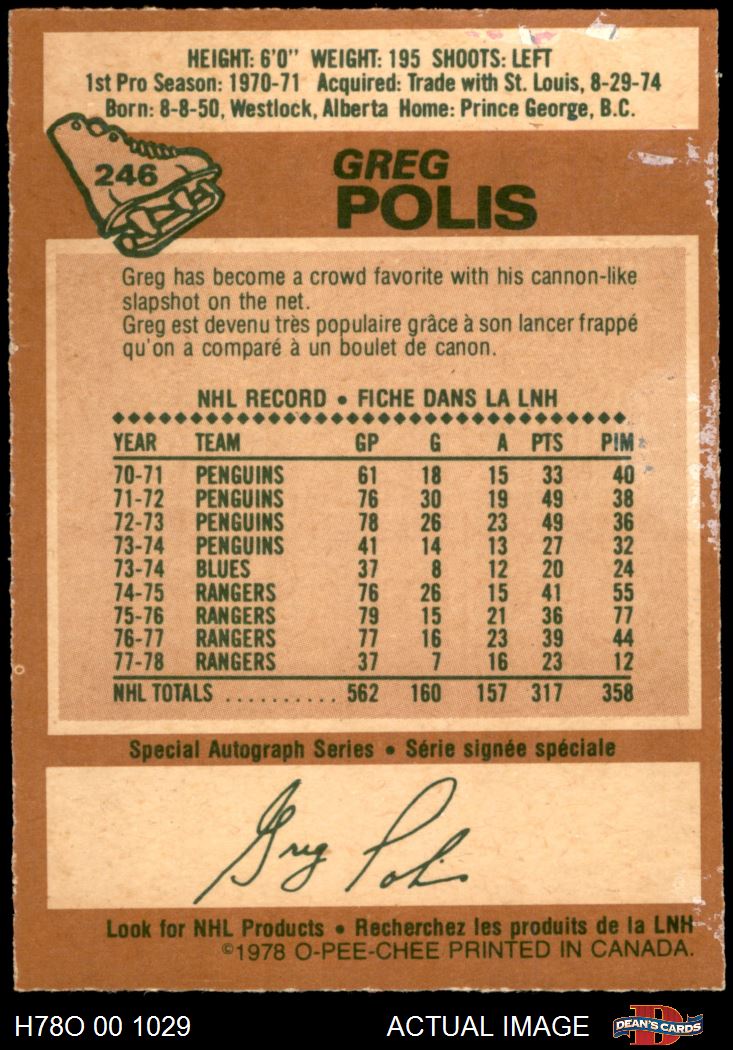 HEIGHT: 6'0" WEIGHT: 195 SHOOTS: LEFT
1st Pro Season: 1970-71 Acquired: Trade with St. Louis, 8-29-74
Born: 8-8-50, Westlock, Alberta Home: Prince George, B.C.
246
GREG
POLIS
Greg has become a crowd favorite with his cannon-like
slapshot on the net.
Greg est devenu très populaire grâce à son lancer frappé
qu'on a comparé à un boulet de canon.
NHL RECORD • FICHE DANS LA LNH
YEAR TEAM GP G A PTS PIM
70-71 PENGUINS 61 18 15 33 40
71-72 PENGUINS 76 30 19 49 38
72-73 PENGUINS 78 26 23 49 36
73-74 PENGUINS 41 14 13 27 32
73-74 BLUES 37 8 12 20 24
74-75 RANGERS 76 26 15 41 55
75-76 RANGERS 79 15 21 36 77
76-77 RANGERS 77 16 23 39 44
77-78 RANGERS 37 7 16 23 12
NHL TOTALS .......... 562 160 157 317 358
Special Autograph Series • Série signée spéciale
Greg Polis
Look for NHL Products • Recherchez les produits de la LNH
©1978 O-PEE-CHEE PRINTED IN CANADA.
H78O 00 1029 ACTUAL IMAGE D DEAN'S CARDS